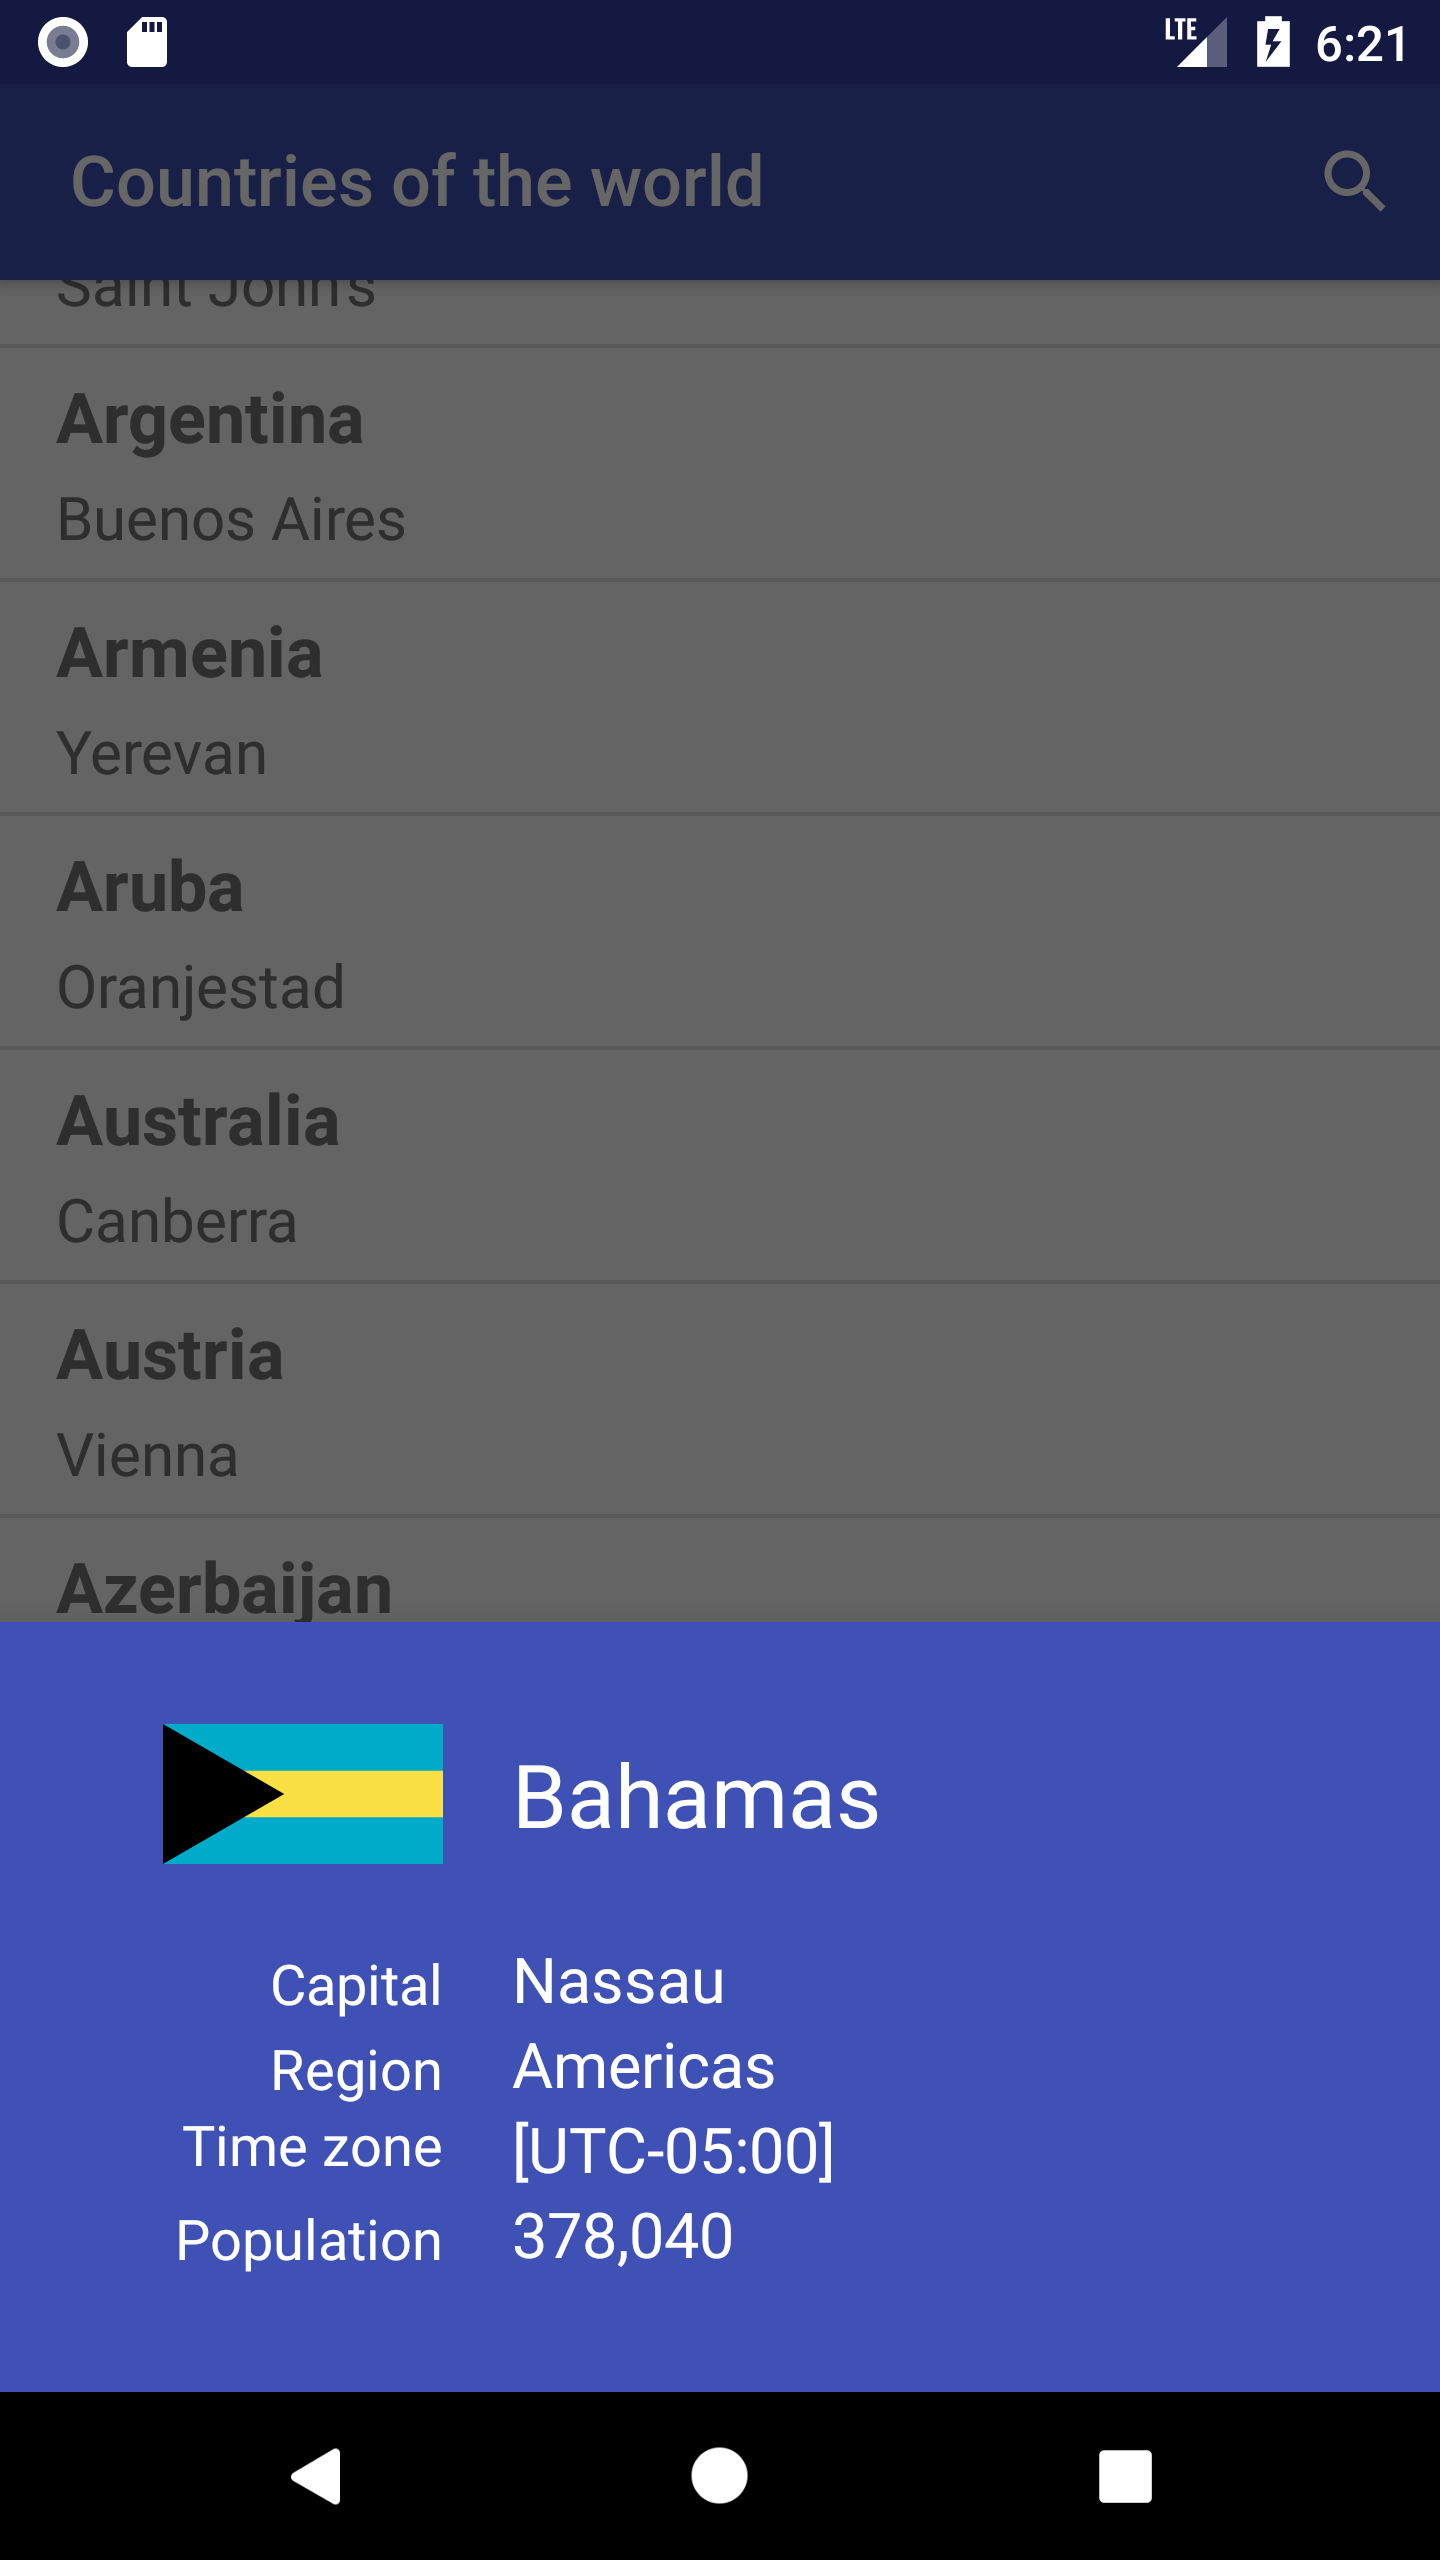 LTE 6:21
Countries of the world
Saint John's
Argentina
Buenos Aires
Armenia
Yerevan
Aruba
Oranjestad
Australia
Canberra
Austria
Vienna
Azerbaijan
Bahamas
Capital Nassau
Region Americas
Time zone [UTC-05:00]
Population 378,040